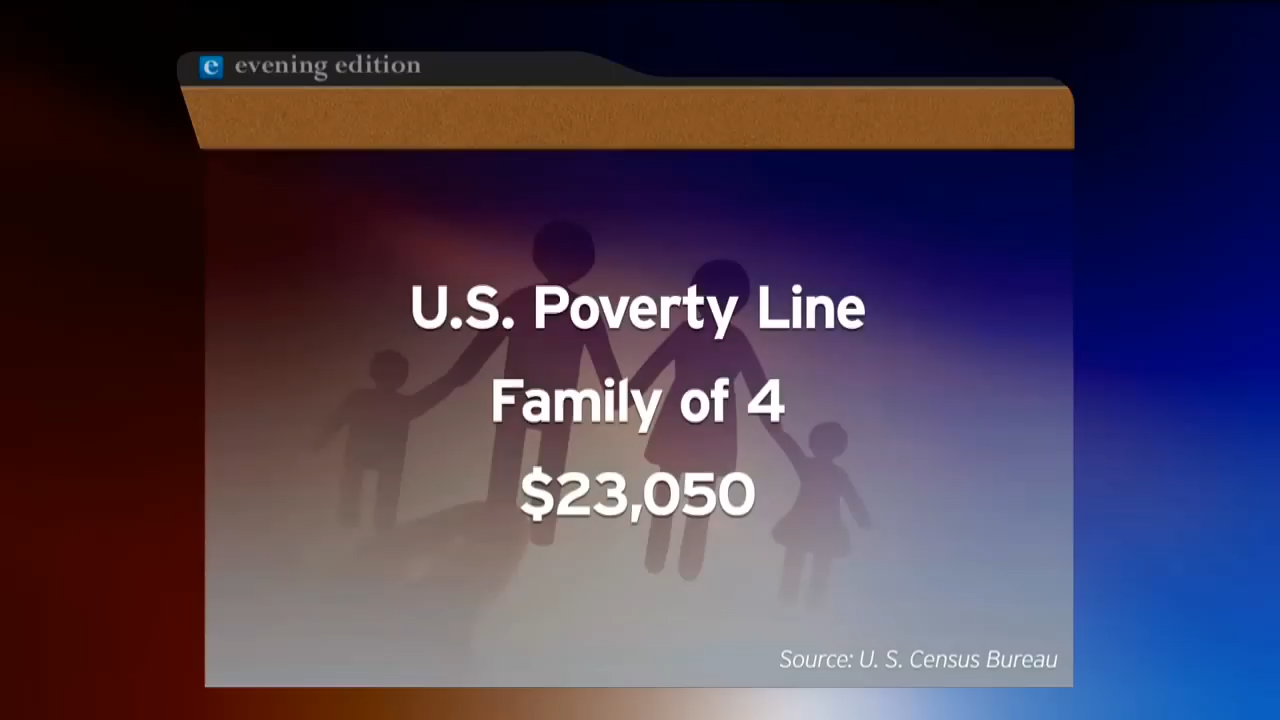 e evening edition
U.S. Poverty Line
Family of 4
$23,050
Source: U. S. Census Bureau